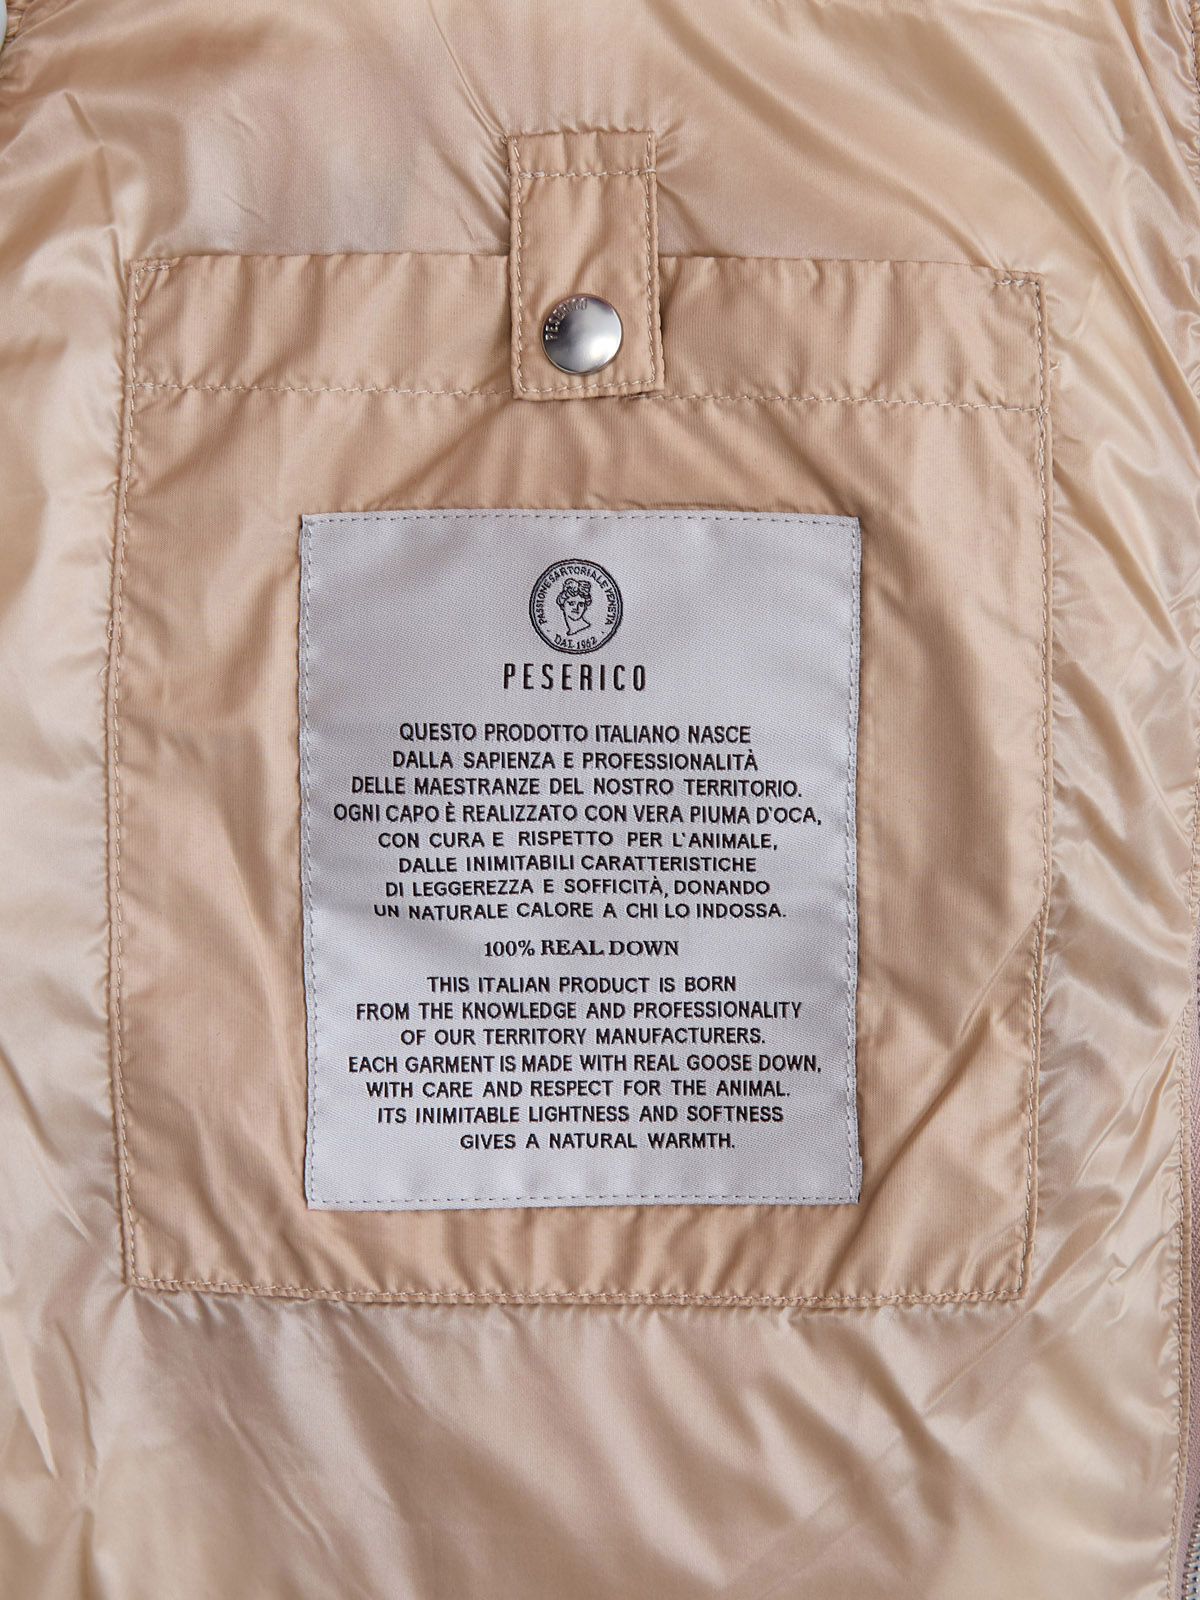 PESERICO
PASSIONE SARTORIALE VENETA
· DAL 1962 ·
PESERICO
QUESTO PRODOTTO ITALIANO NASCE
DALLA SAPIENZA E PROFESSIONALITÀ
DELLE MAESTRANZE DEL NOSTRO TERRITORIO.
OGNI CAPO È REALIZZATO CON VERA PIUMA D'OCA,
CON CURA E RISPETTO PER L'ANIMALE,
DALLE INIMITABILI CARATTERISTICHE
DI LEGGEREZZA E SOFFICITÀ, DONANDO
UN NATURALE CALORE A CHI LO INDOSSA.
100% REAL DOWN
THIS ITALIAN PRODUCT IS BORN
FROM THE KNOWLEDGE AND PROFESSIONALITY
OF OUR TERRITORY MANUFACTURERS.
EACH GARMENT IS MADE WITH REAL GOOSE DOWN,
WITH CARE AND RESPECT FOR THE ANIMAL.
ITS INIMITABLE LIGHTNESS AND SOFTNESS
GIVES A NATURAL WARMTH.